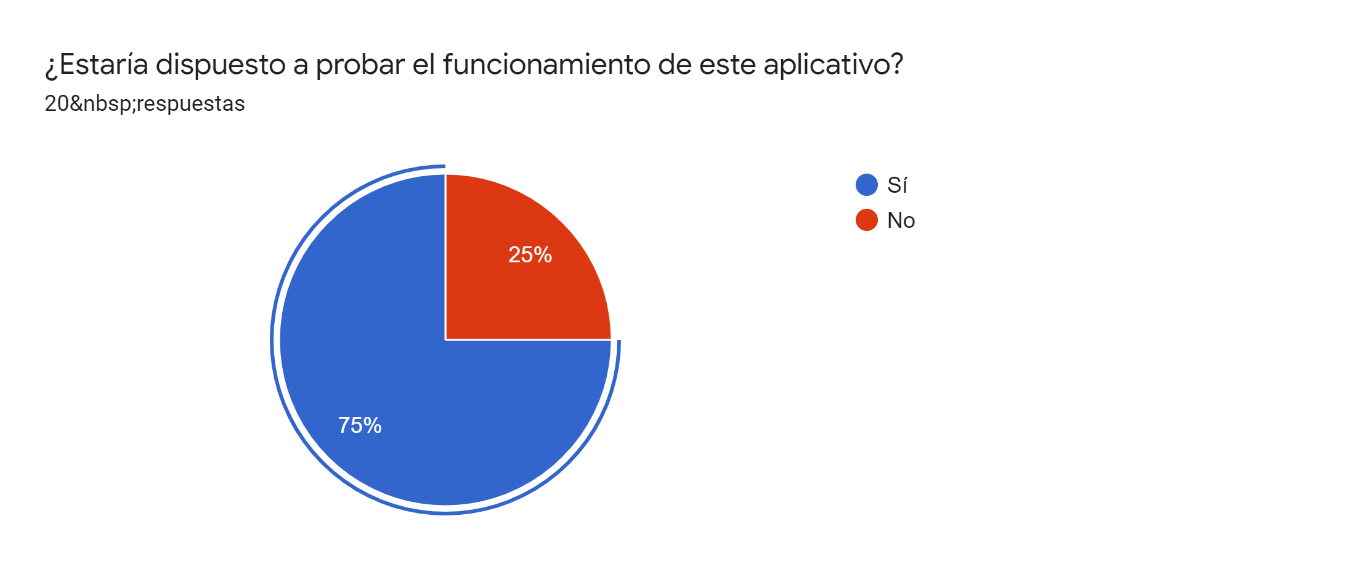 ¿Estaría dispuesto a probar el funcionamiento de este aplicativo?
20&nbsp;respuestas
Sí
No
25%
75%